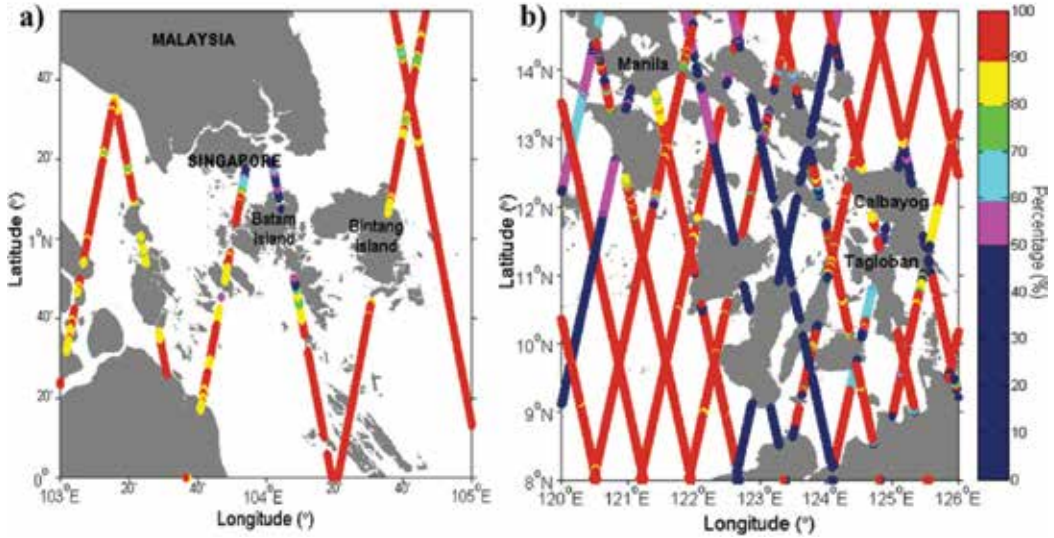 a)
MALAYSIA
SINGAPORE
Batam
island
Bintang
island
40'
20'
1°N
40'
20'
0°
103°E
20'
40'
104°E
20'
40'
105°E
Latitude (°)
Longitude (°)
b)
Manila
Calbayog
Tagloban
14°N
13°N
12°N
11°N
10°N
9°N
8°N
120°E
121°E
122°E
123°E
124°E
125°E
126°E
Latitude (°)
Longitude (°)
100
90
80
70
60
50
40
30
20
10
0
Percentage (%)